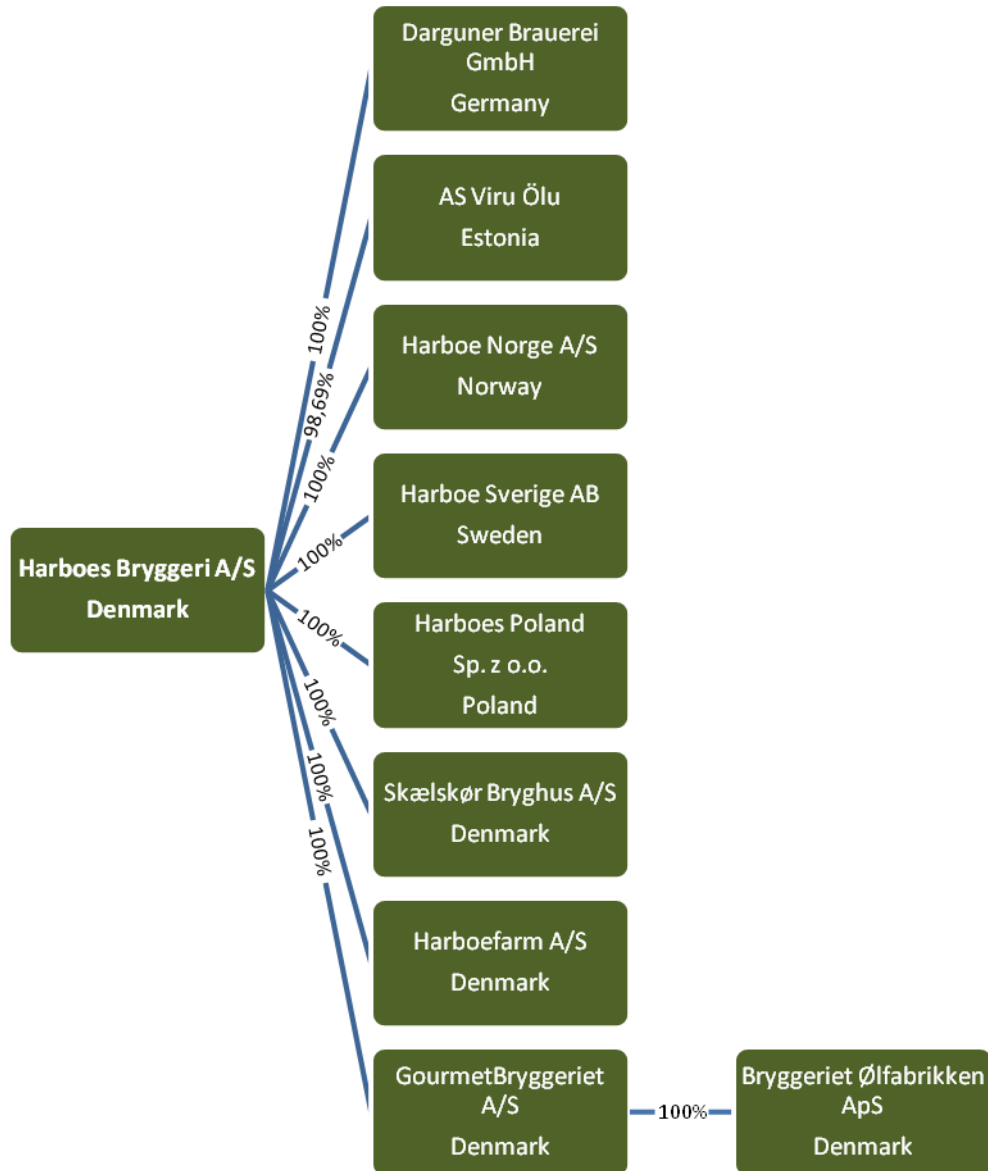 Harboes Bryggeri A/S
Denmark
100%
98,69%
100%
100%
100%
100%
100%
100%
Darguner Brauerei
GmbH
Germany
AS Viru Ölu
Estonia
Harboe Norge A/S
Norway
Harboe Sverige AB
Sweden
Harboes Poland
Sp. z o.o.
Poland
Skælskør Bryghus A/S
Denmark
Harboefarm A/S
Denmark
GourmetBryggeriet
A/S
Denmark
100%
Bryggeriet Ølfabrikken
ApS
Denmark